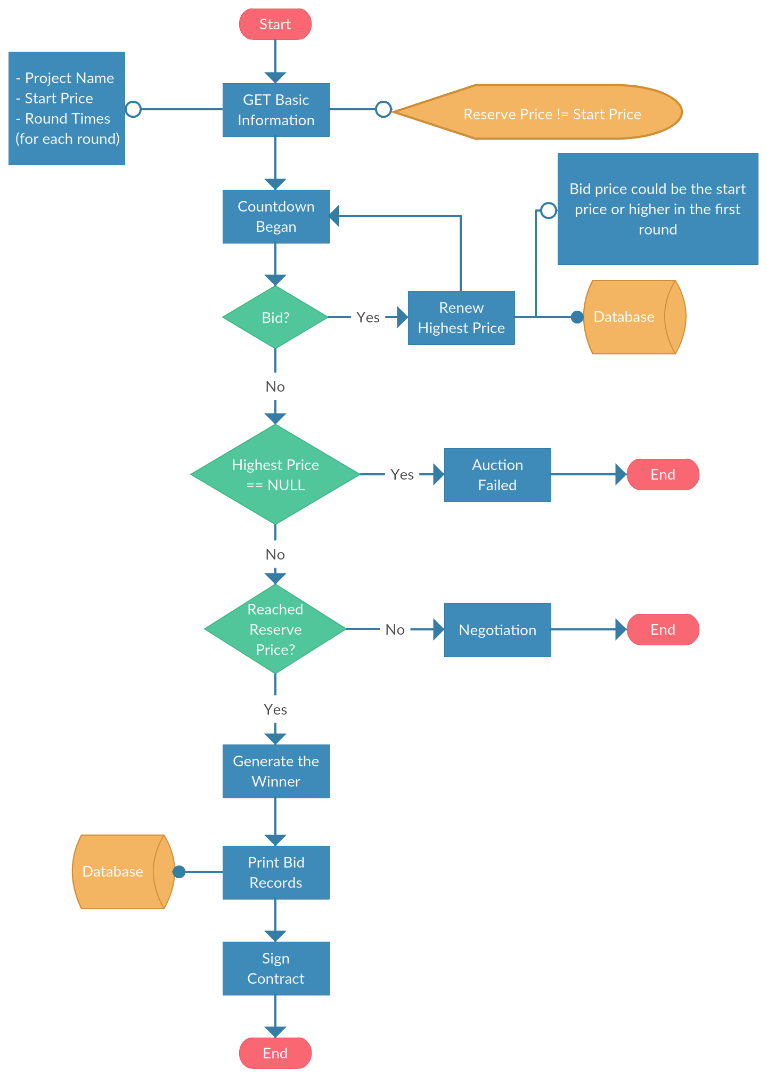 Start
- Project Name
- Start Price
- Round Times
(for each round)
GET Basic
Information
Reserve Price != Start Price
Countdown
Began
Bid price could be the start
price or higher in the first
round
Bid?
Yes
Renew
Highest Price
Database
No
Highest Price
== NULL
Yes
Auction
Failed
End
No
Reached
Reserve
Price?
No
Negotiation
End
Yes
Generate the
Winner
Database
Print Bid
Records
Sign
Contract
End